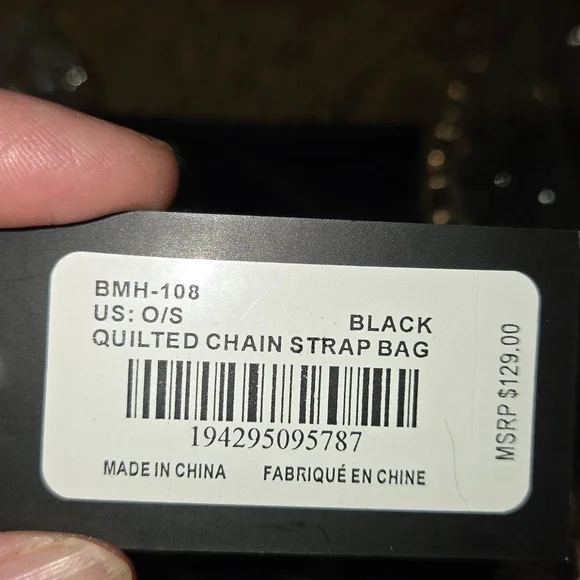 BMH-108
US: O/S BLACK
QUILTED CHAIN STRAP BAG
194295095787
MADE IN CHINA FABRIQUÉ EN CHINE
MSRP $129.00